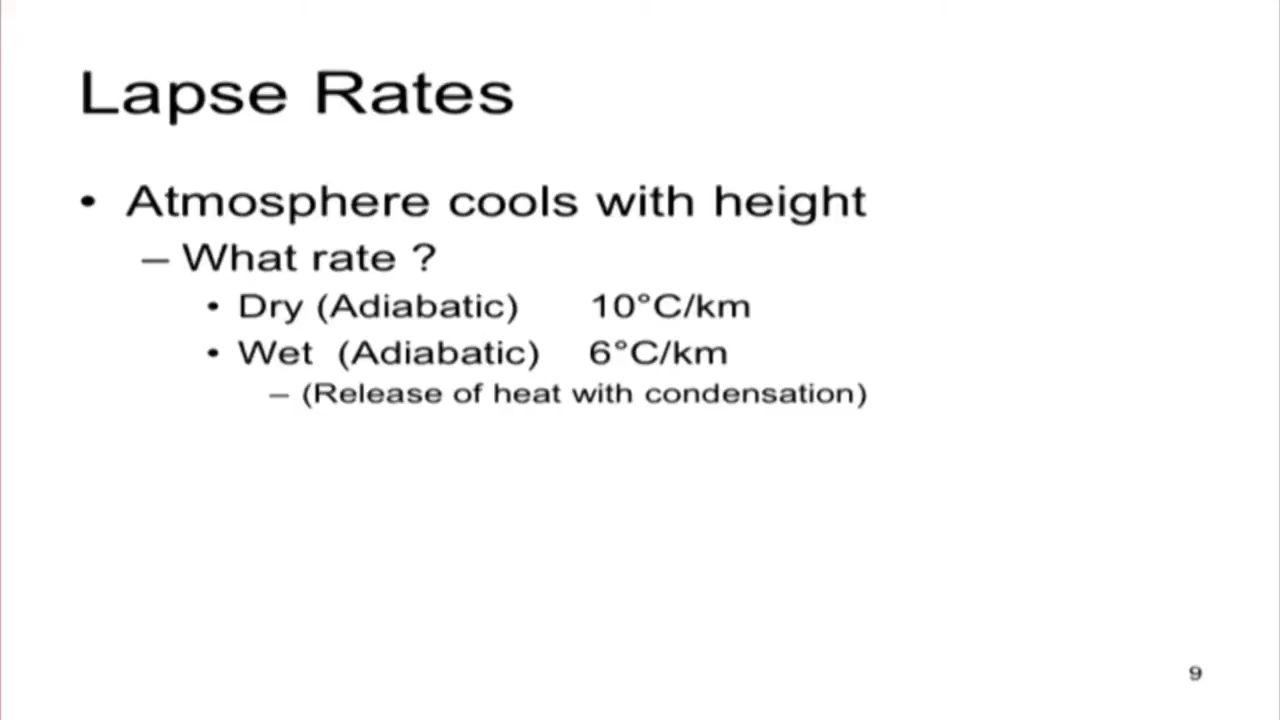 Lapse Rates
• Atmosphere cools with height
– What rate ?
• Dry (Adiabatic) 10°C/km
• Wet (Adiabatic) 6°C/km
– (Release of heat with condensation)
9